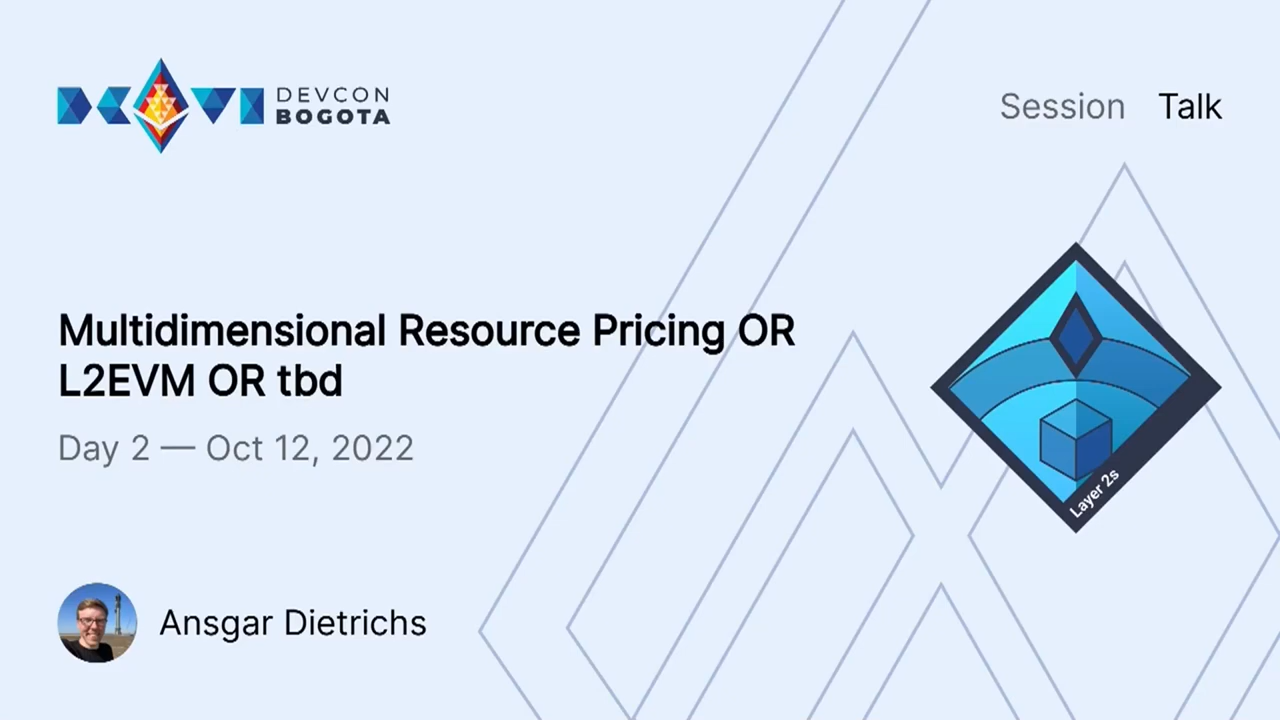 DEVCON
BOGOTA
Session Talk
Multidimensional Resource Pricing OR
L2EVM OR tbd
Day 2 — Oct 12, 2022
Layer 2s
Ansgar Dietrichs